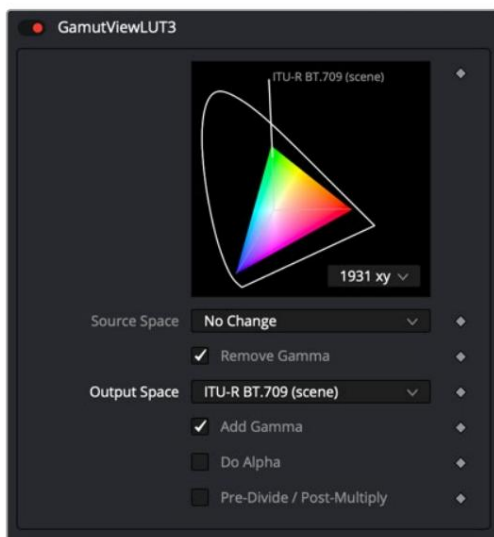 GamutViewLUT3
ITU-R BT.709 (scene)
1931 xy
Source Space No Change
Remove Gamma
Output Space ITU-R BT.709 (scene)
Add Gamma
Do Alpha
Pre-Divide / Post-Multiply